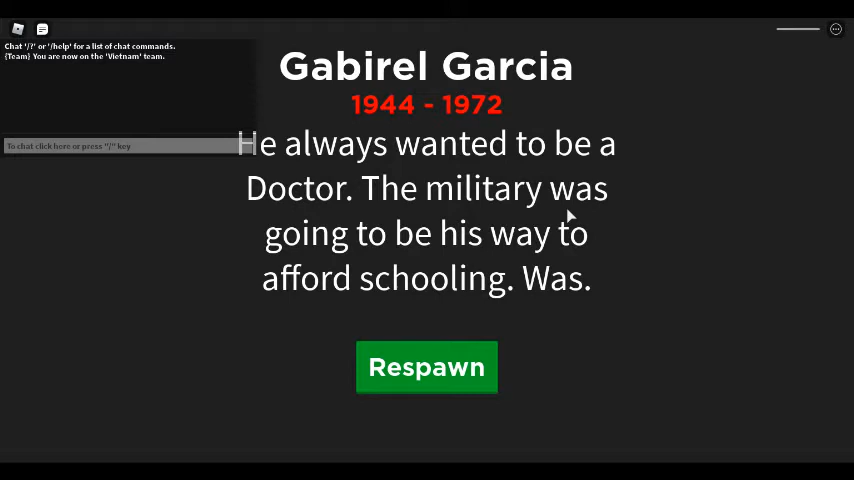 Chat '/?' or '/help' for a list of chat commands.
{Team} You are now on the 'Vietnam' team.
To chat click here or press "/" key
Gabirel Garcia
1944 - 1972
He always wanted to be a
Doctor. The military was
going to be his way to
afford schooling. Was.
Respawn